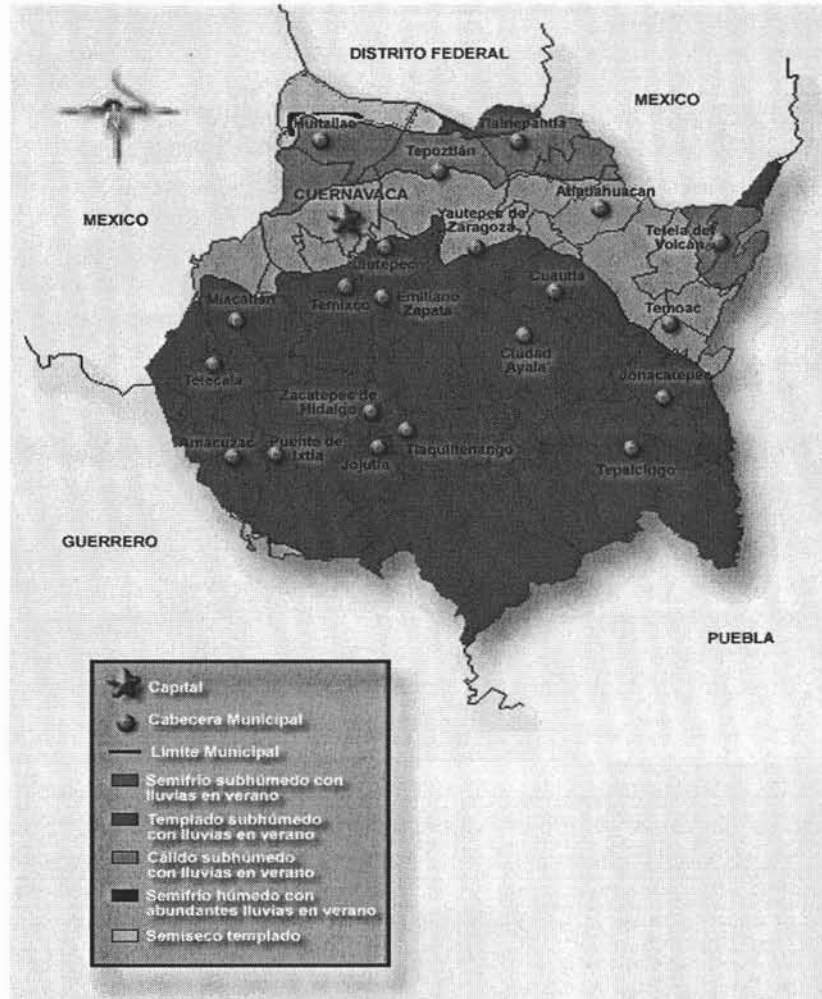 DISTRITO FEDERAL
MEXICO
Huitzilac
Tlalnepantla
Tepoztlán
CUERNAVACA
Atlatlahuacan
MEXICO
Yautepec de
Zaragoza
Tetela del
Volcán
Jiutepec
Cuautla
Miacatlán
Temixco
Emiliano
Zapata
Temoac
Ciudad
Ayala
Tetecala
Jonacatepec
Zacatepec de
Hidalgo
Amacuzac
Puente de
Ixtla
Jojutla
Tlaquiltenango
Tepalcingo
GUERRERO
PUEBLA
Capital
Cabecera Municipal
Límite Municipal
Semifrío subhúmedo con
lluvias en verano
Templado subhúmedo
con lluvias en verano
Cálido subhúmedo
con lluvias en verano
Semifrío húmedo con
abundantes lluvias en verano
Semiseco templado